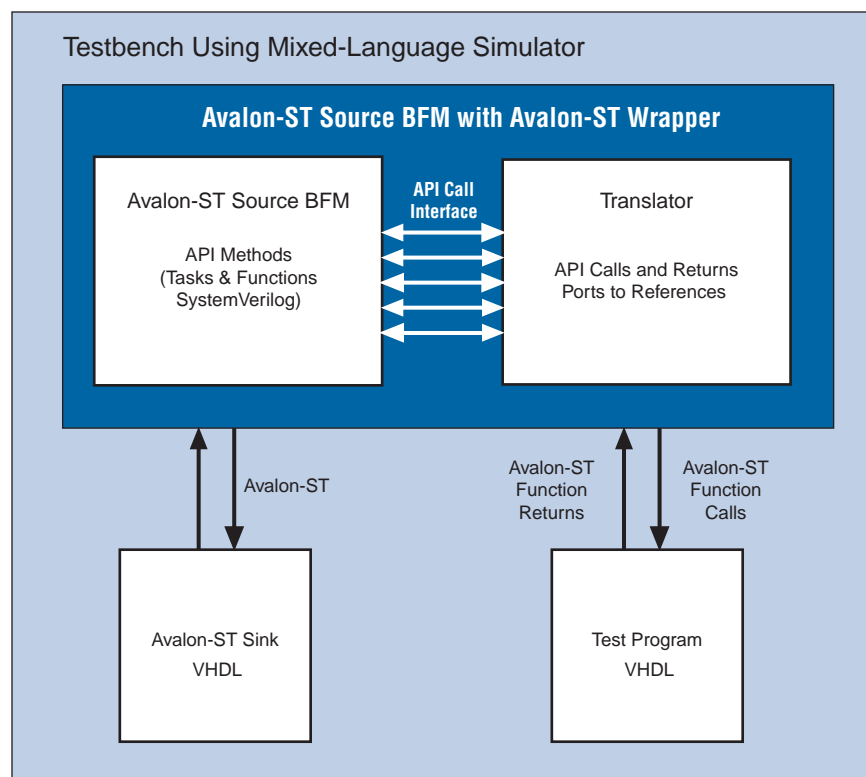 Testbench Using Mixed-Language Simulator
Avalon-ST Source BFM with Avalon-ST Wrapper
Avalon-ST Source BFM
API Methods
(Tasks & Functions
SystemVerilog)
API Call
Interface
Translator
API Calls and Returns
Ports to References
Avalon-ST
Avalon-ST
Function
Returns
Avalon-ST
Function
Calls
Avalon-ST Sink
VHDL
Test Program
VHDL